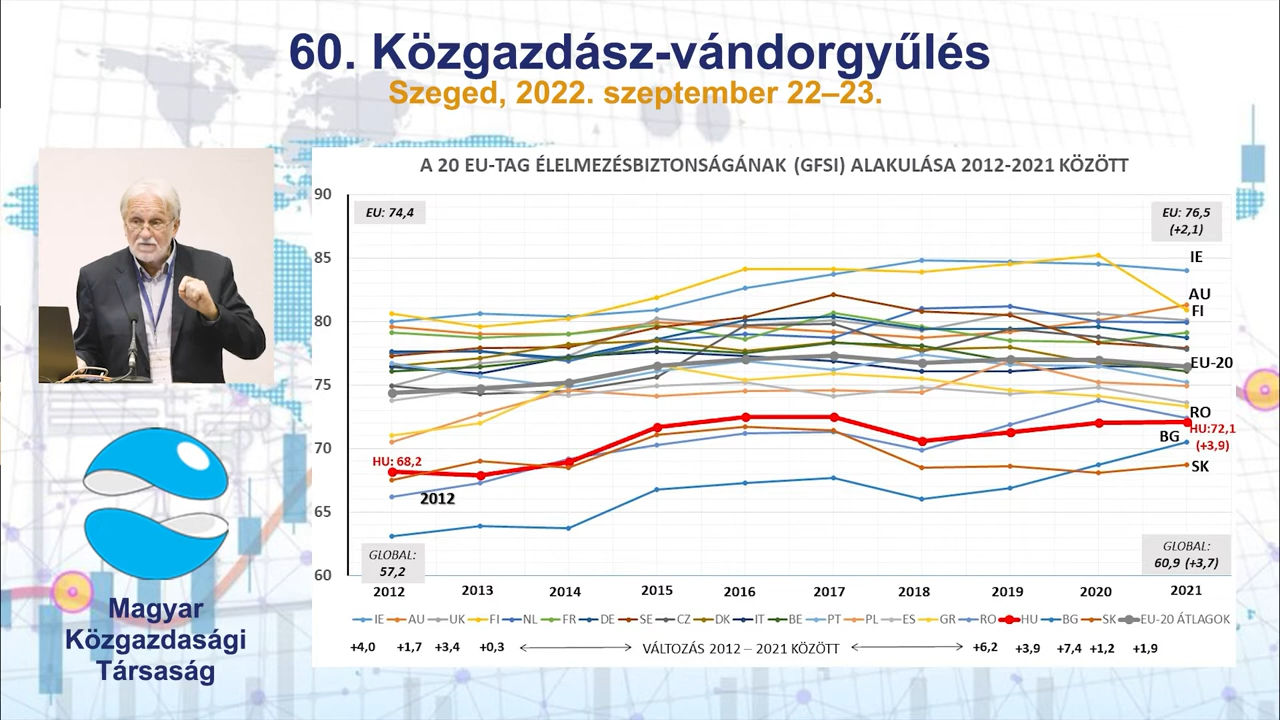 60. Közgazdász-vándorgyűlés
Szeged, 2022. szeptember 22–23.
A 20 EU-TAG ÉLELMEZÉSBIZTONSÁGÁNAK (GFSI) ALAKULÁSA 2012-2021 KÖZÖTT
90
85
80
75
70
65
60
EU: 74,4
EU: 76,5
(+2,1)
IE
AU
FI
EU-20
RO
HU:72,1
(+3,9)
BG
SK
HU: 68,2
2012
GLOBAL:
57,2
GLOBAL:
60,9 (+3,7)
2012 2013 2014 2015 2016 2017 2018 2019 2020 2021
IE AU UK FI NL FR DE SE CZ DK IT BE PT PL ES GR RO HU BG SK EU-20 ÁTLAGOK
+4,0 +1,7 +3,4 +0,3 VÁLTOZÁS 2012 – 2021 KÖZÖTT +6,2 +3,9 +7,4 +1,2 +1,9
Magyar
Közgazdasági
Társaság